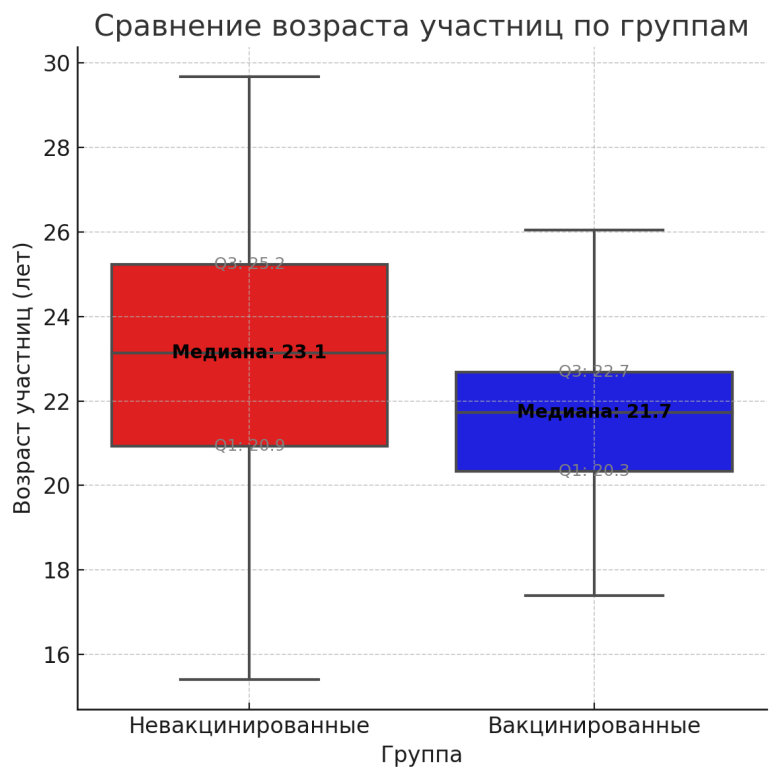 Сравнение возраста участниц по группам
Возраст участниц (лет)
30
28
26
24
22
20
18
16
Q3: 25.2
Медиана: 23.1
Q1: 20.9
Q3: 22.7
Медиана: 21.7
Q1: 20.3
Невакцинированные
Вакцинированные
Группа